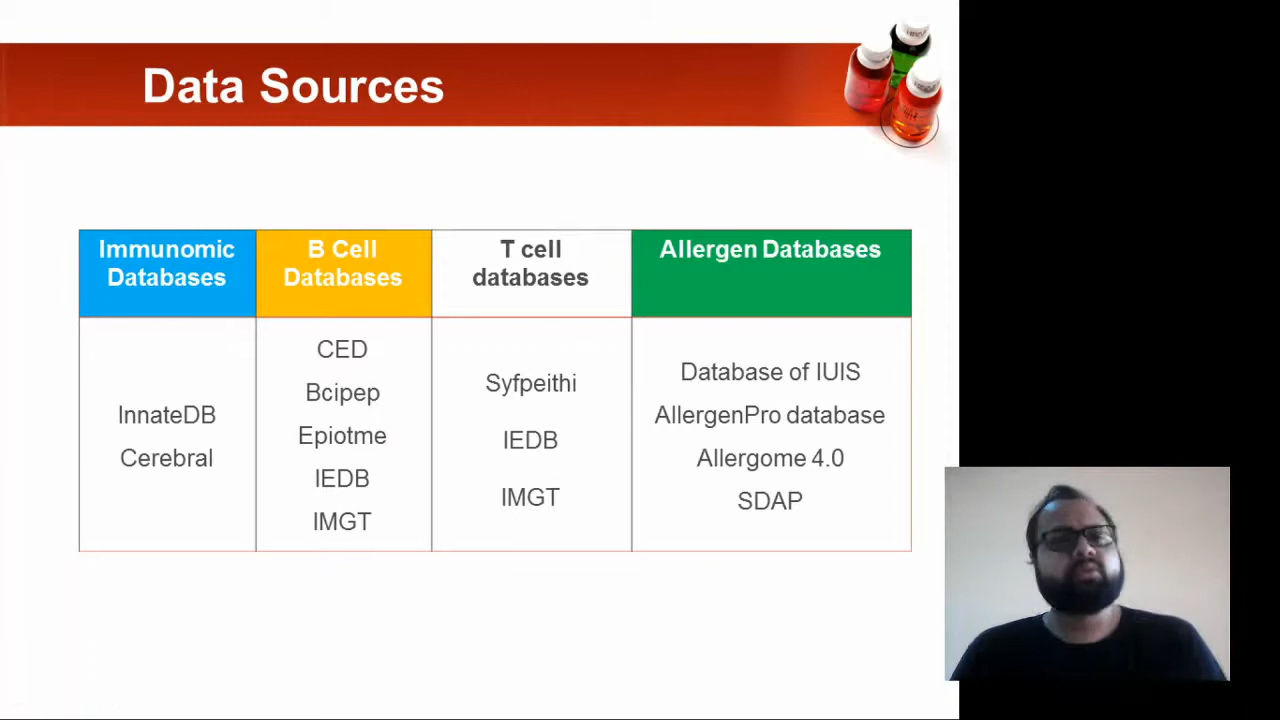 Data Sources
Immunomic
Databases
B Cell
Databases
T cell
databases
Allergen Databases
InnateDB
Cerebral
CED
Bcipep
Epiotme
IEDB
IMGT
Syfpeithi
IEDB
IMGT
Database of IUIS
AllergenPro database
Allergome 4.0
SDAP